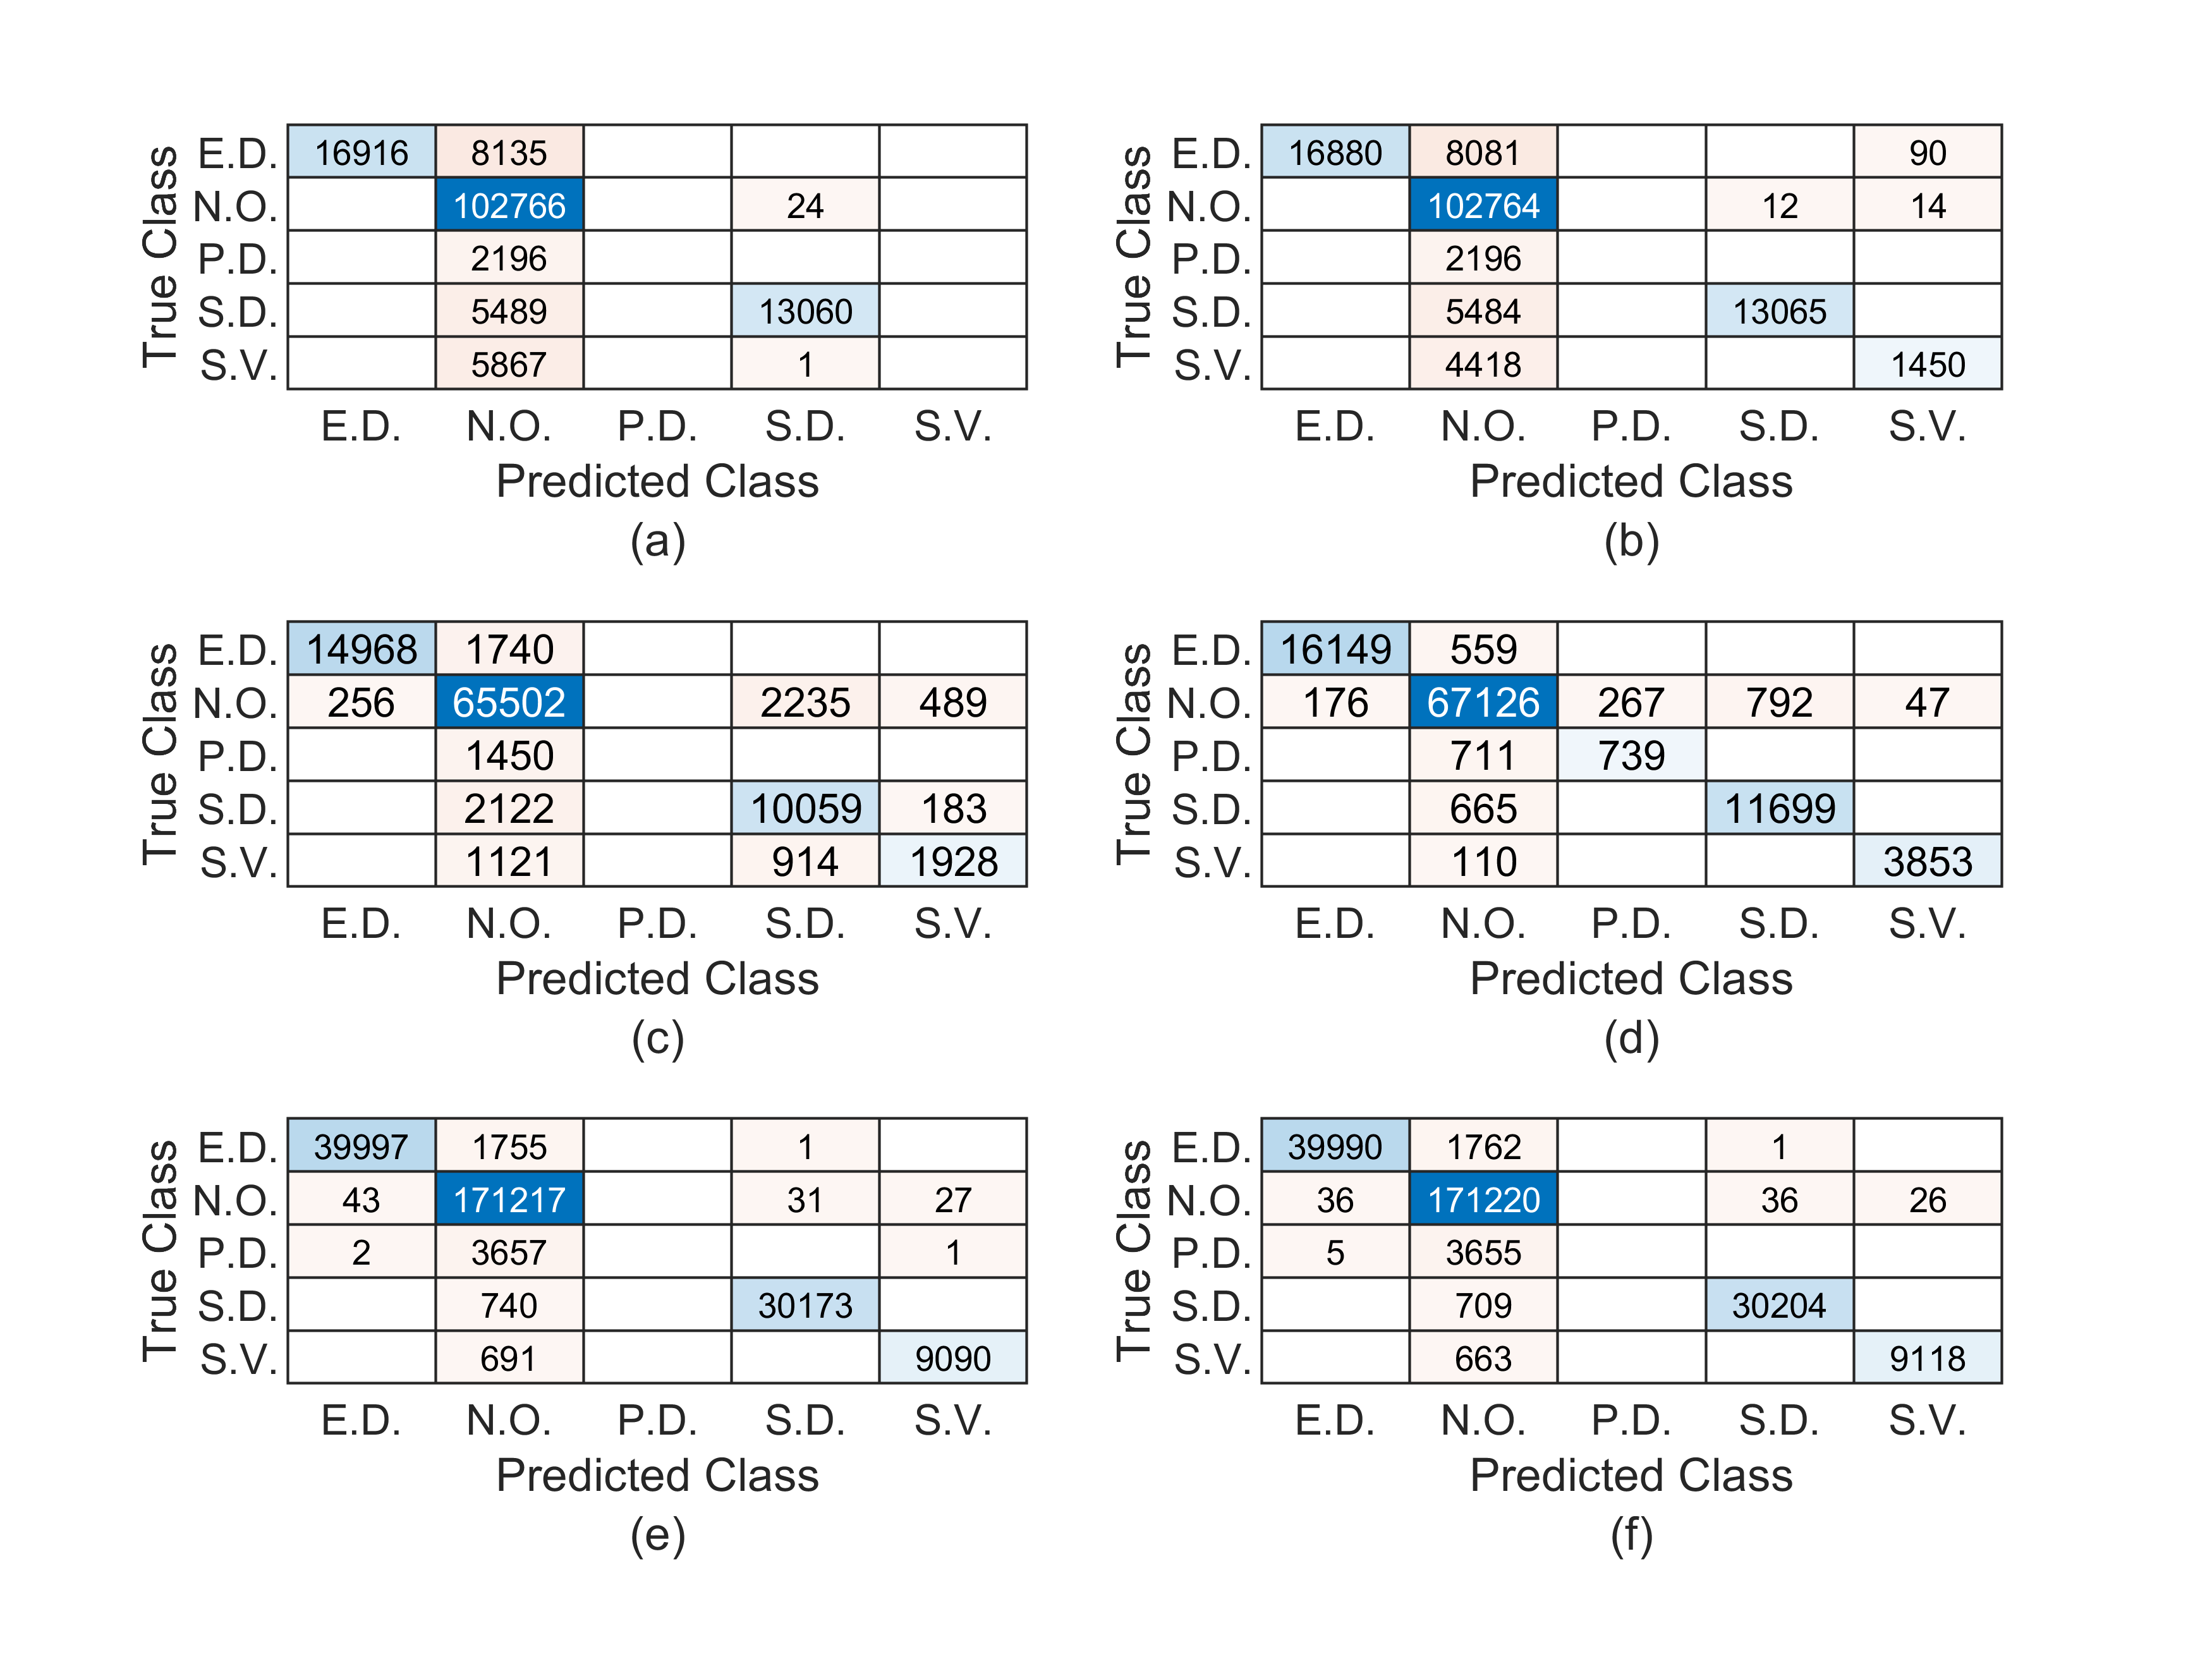 True Class
E.D. 16916 8135
N.O. 102766 24
P.D. 2196
S.D. 5489 13060
S.V. 5867 1
E.D. N.O. P.D. S.D. S.V.
Predicted Class
(a)
True Class
E.D. 16880 8081 90
N.O. 102764 12 14
P.D. 2196
S.D. 5484 13065
S.V. 4418 1450
E.D. N.O. P.D. S.D. S.V.
Predicted Class
(b)
True Class
E.D. 14968 1740
N.O. 256 65502 2235 489
P.D. 1450
S.D. 2122 10059 183
S.V. 1121 914 1928
E.D. N.O. P.D. S.D. S.V.
Predicted Class
(c)
True Class
E.D. 16149 559
N.O. 176 67126 267 792 47
P.D. 711 739
S.D. 665 11699
S.V. 110 3853
E.D. N.O. P.D. S.D. S.V.
Predicted Class
(d)
True Class
E.D. 39997 1755 1
N.O. 43 171217 31 27
P.D. 2 3657 1
S.D. 740 30173
S.V. 691 9090
E.D. N.O. P.D. S.D. S.V.
Predicted Class
(e)
True Class
E.D. 39990 1762 1
N.O. 36 171220 36 26
P.D. 5 3655
S.D. 709 30204
S.V. 663 9118
E.D. N.O. P.D. S.D. S.V.
Predicted Class
(f)